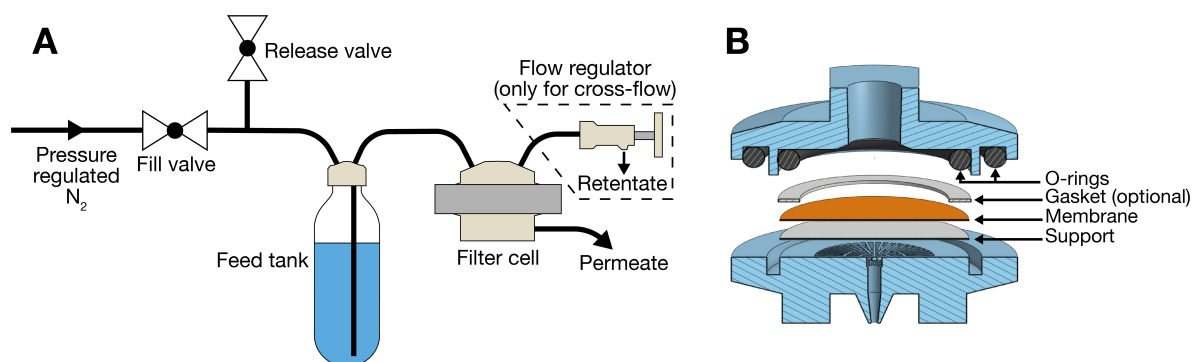 A
Release valve
Flow regulator
(only for cross-flow)
Pressure
regulated
N2
Fill valve
Retentate
Feed tank
Filter cell
Permeate
B
O-rings
Gasket (optional)
Membrane
Support